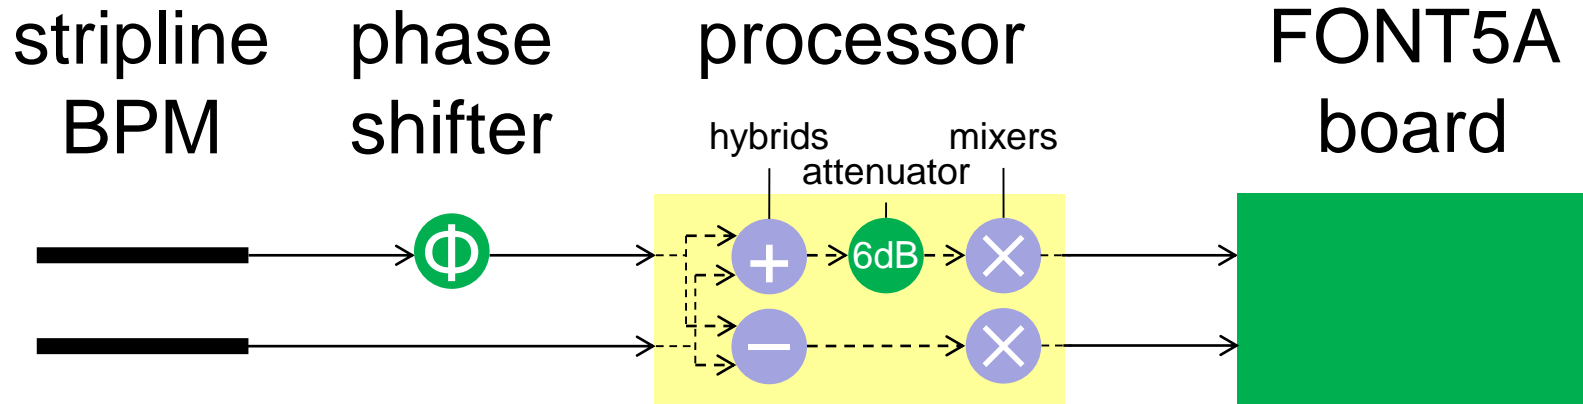 stripline BPM
phase shifter
processor
FONT5A board
hybrids
attenuator
mixers
Φ
+
6dB
×
−
×